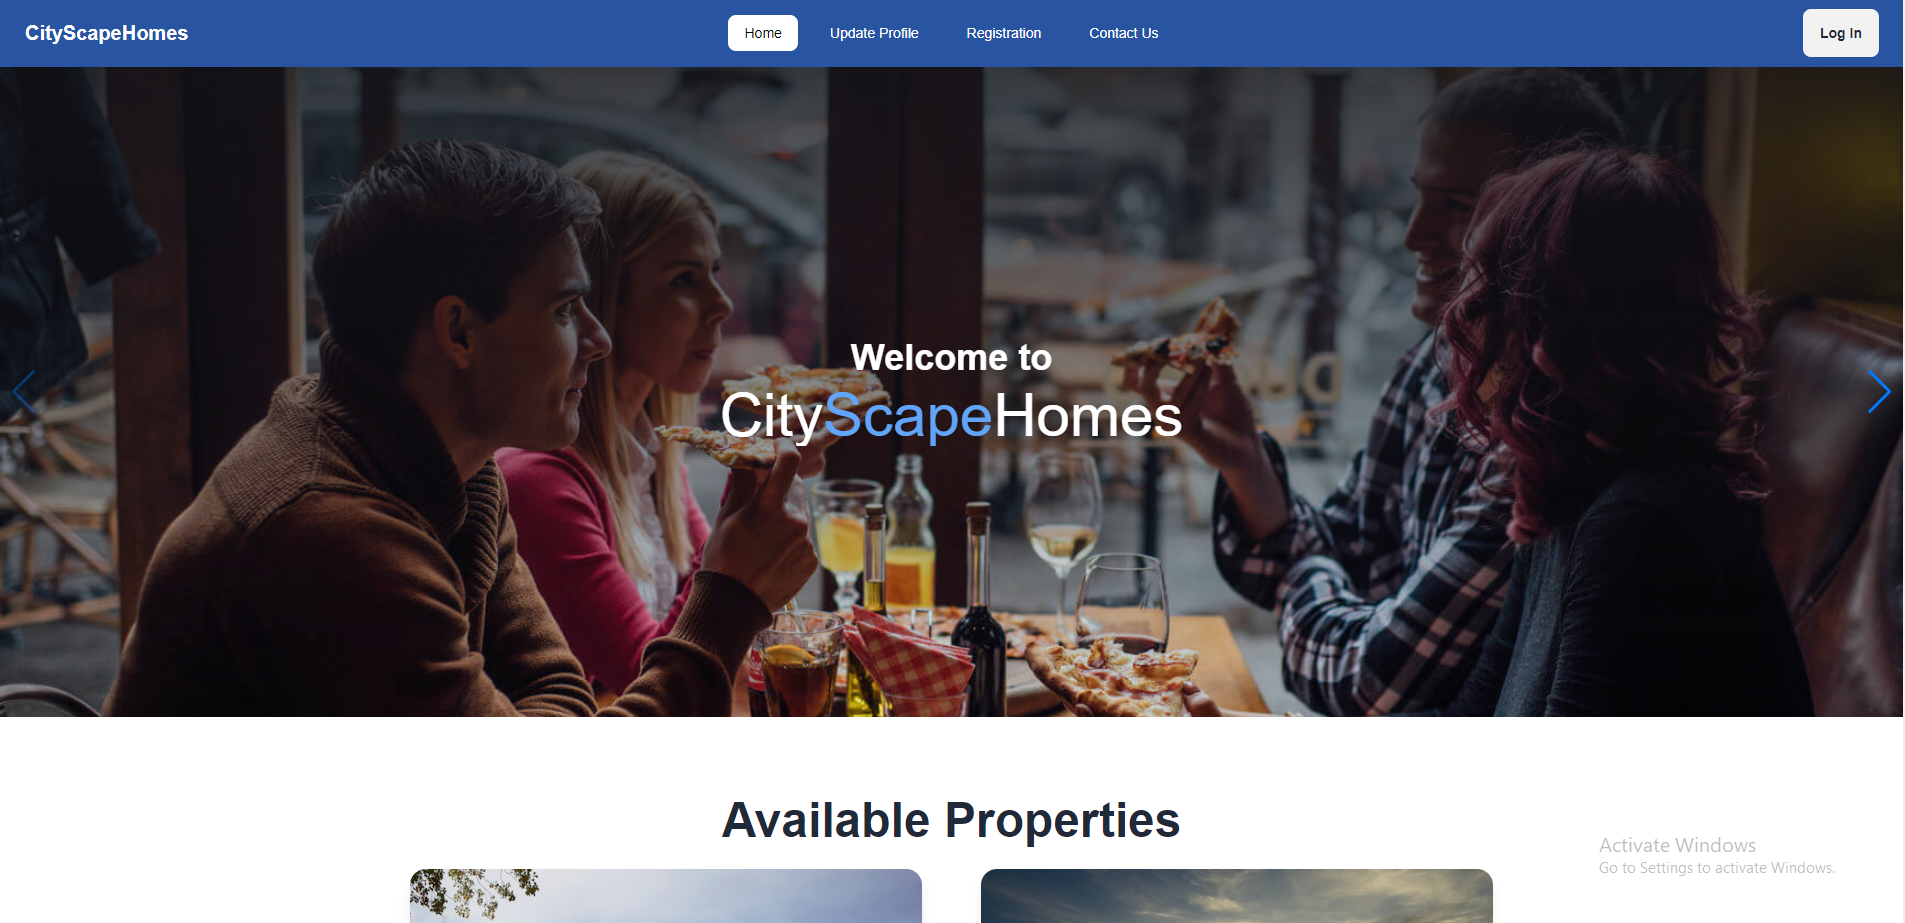 CityScapeHomes
Home
Update Profile
Registration
Contact Us
Log In
Welcome to
CityScapeHomes
Available Properties
Activate Windows
Go to Settings to activate Windows.